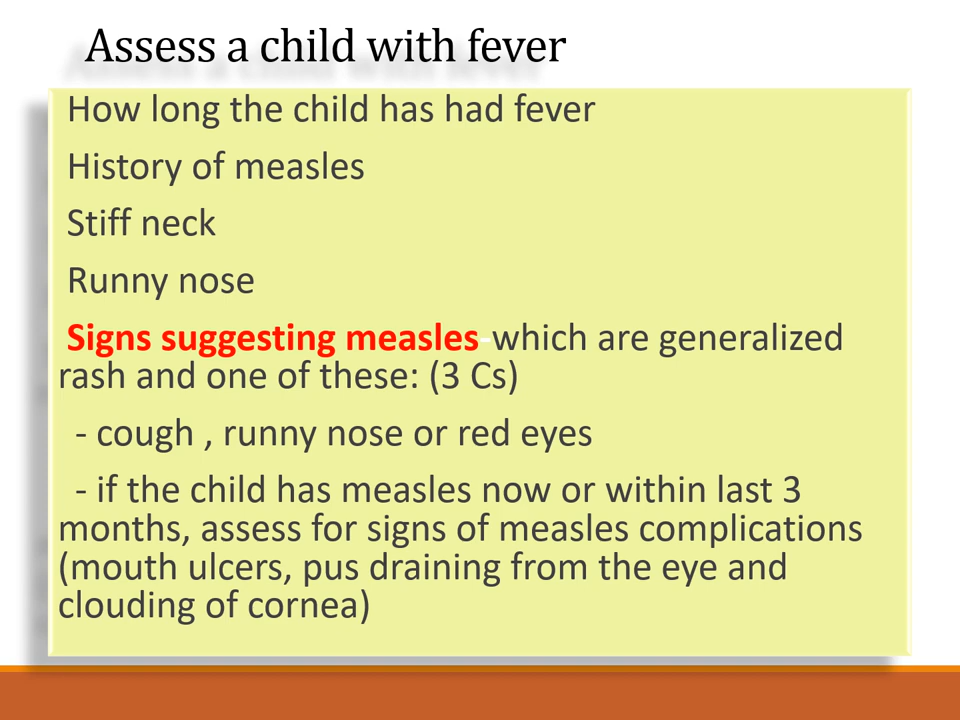 Assess a child with fever
How long the child has had fever
History of measles
Stiff neck
Runny nose
Signs suggesting measles-which are generalized
rash and one of these: (3 Cs)
- cough , runny nose or red eyes
- if the child has measles now or within last 3
months, assess for signs of measles complications
(mouth ulcers, pus draining from the eye and
clouding of cornea)